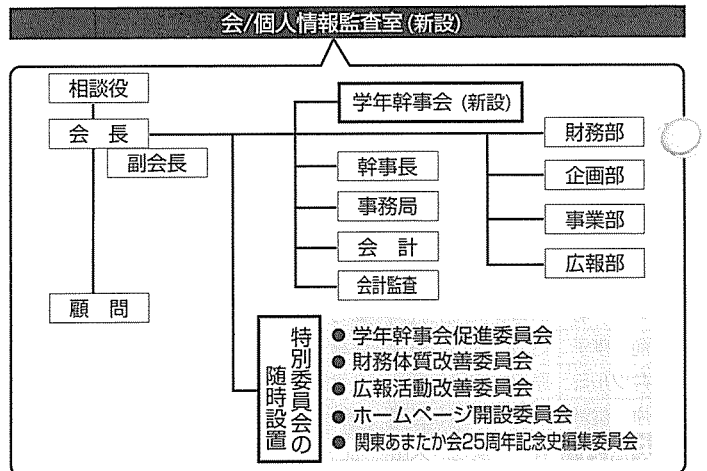 会/個人情報監査室(新設)
相談役
会 長
副会長
顧 問
学年幹事会 (新設)
幹事長
事務局
会 計
会計監査
財務部
企画部
事業部
広報部
特別委員会の
随時設置
● 学年幹事会促進委員会
● 財務体質改善委員会
● 広報活動改善委員会
● ホームページ開設委員会
● 関東あまたか会25周年記念史編集委員会